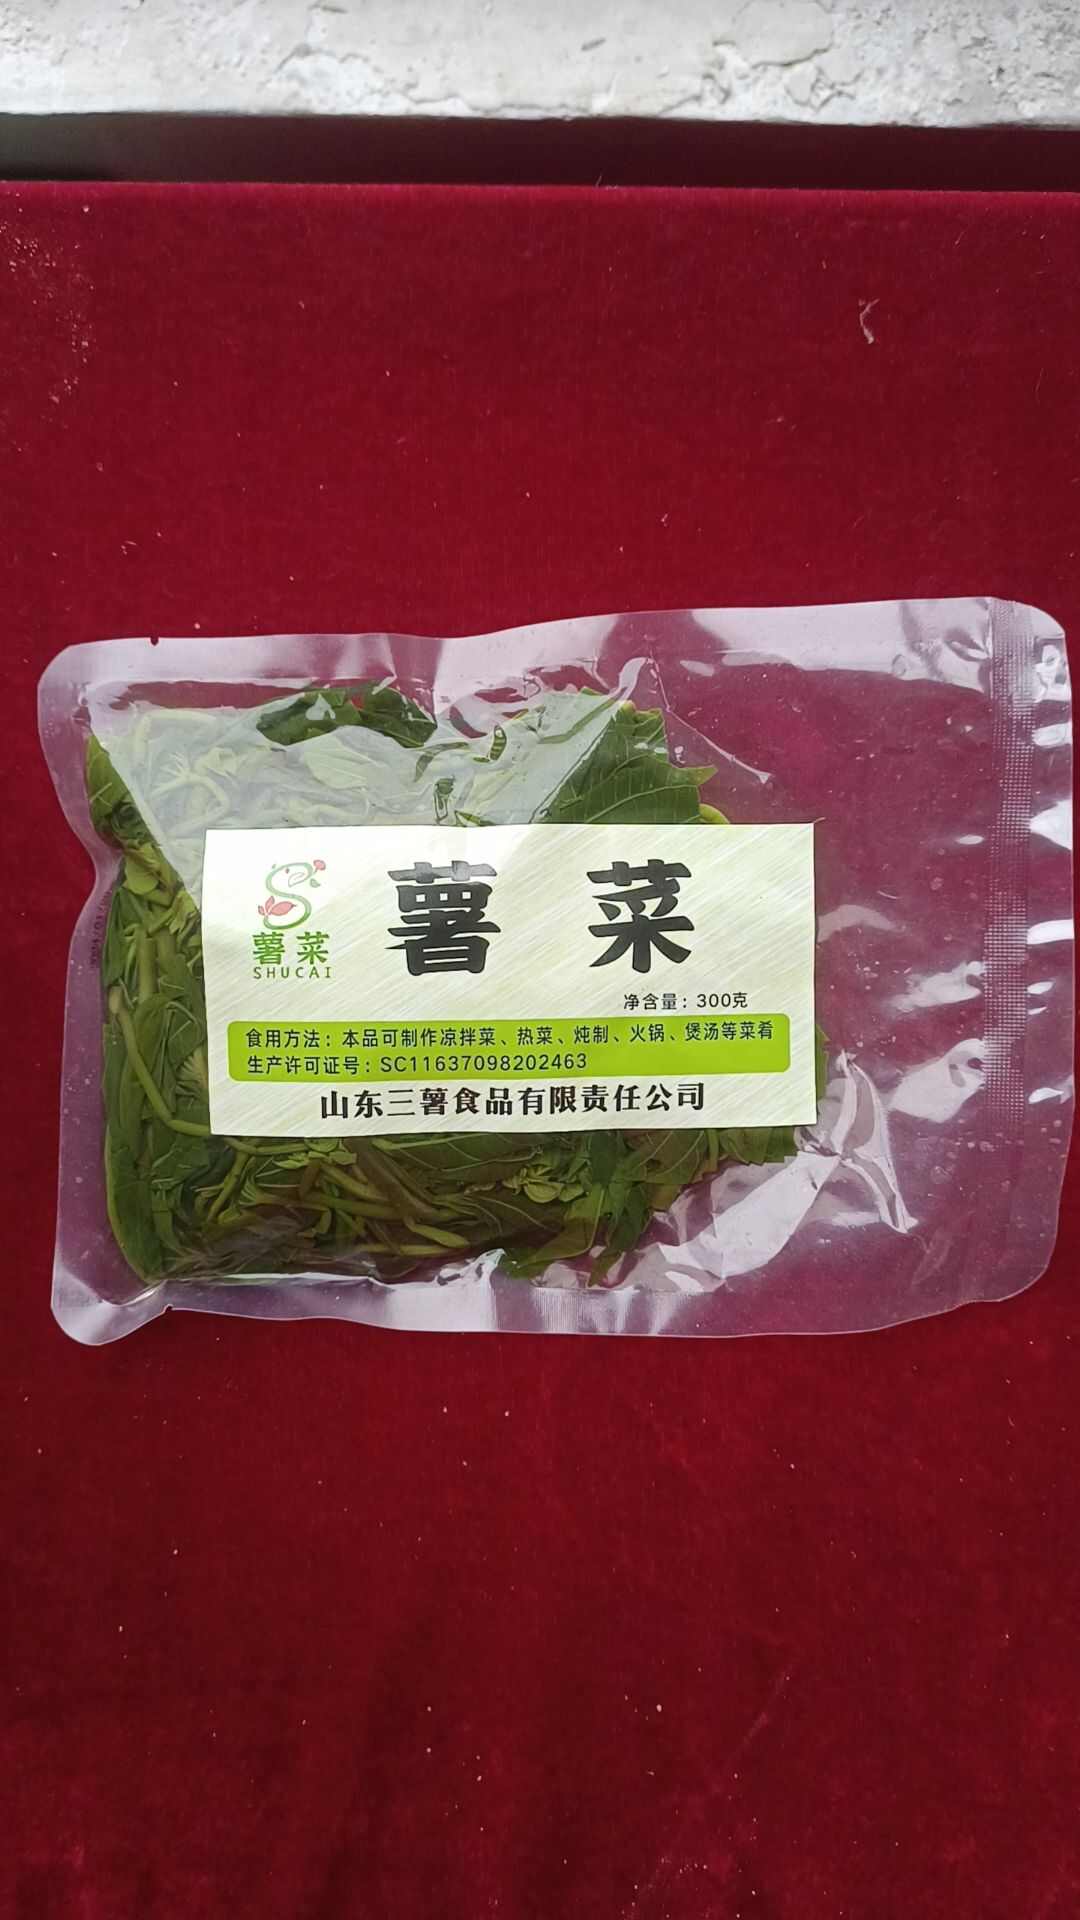 薯菜
SHUCAI
薯 菜
净含量：300克
食用方法：本品可制作凉拌菜、热菜、炖制、火锅、煲汤等菜肴
生产许可证号：SC11637098202463
山东三薯食品有限责任公司